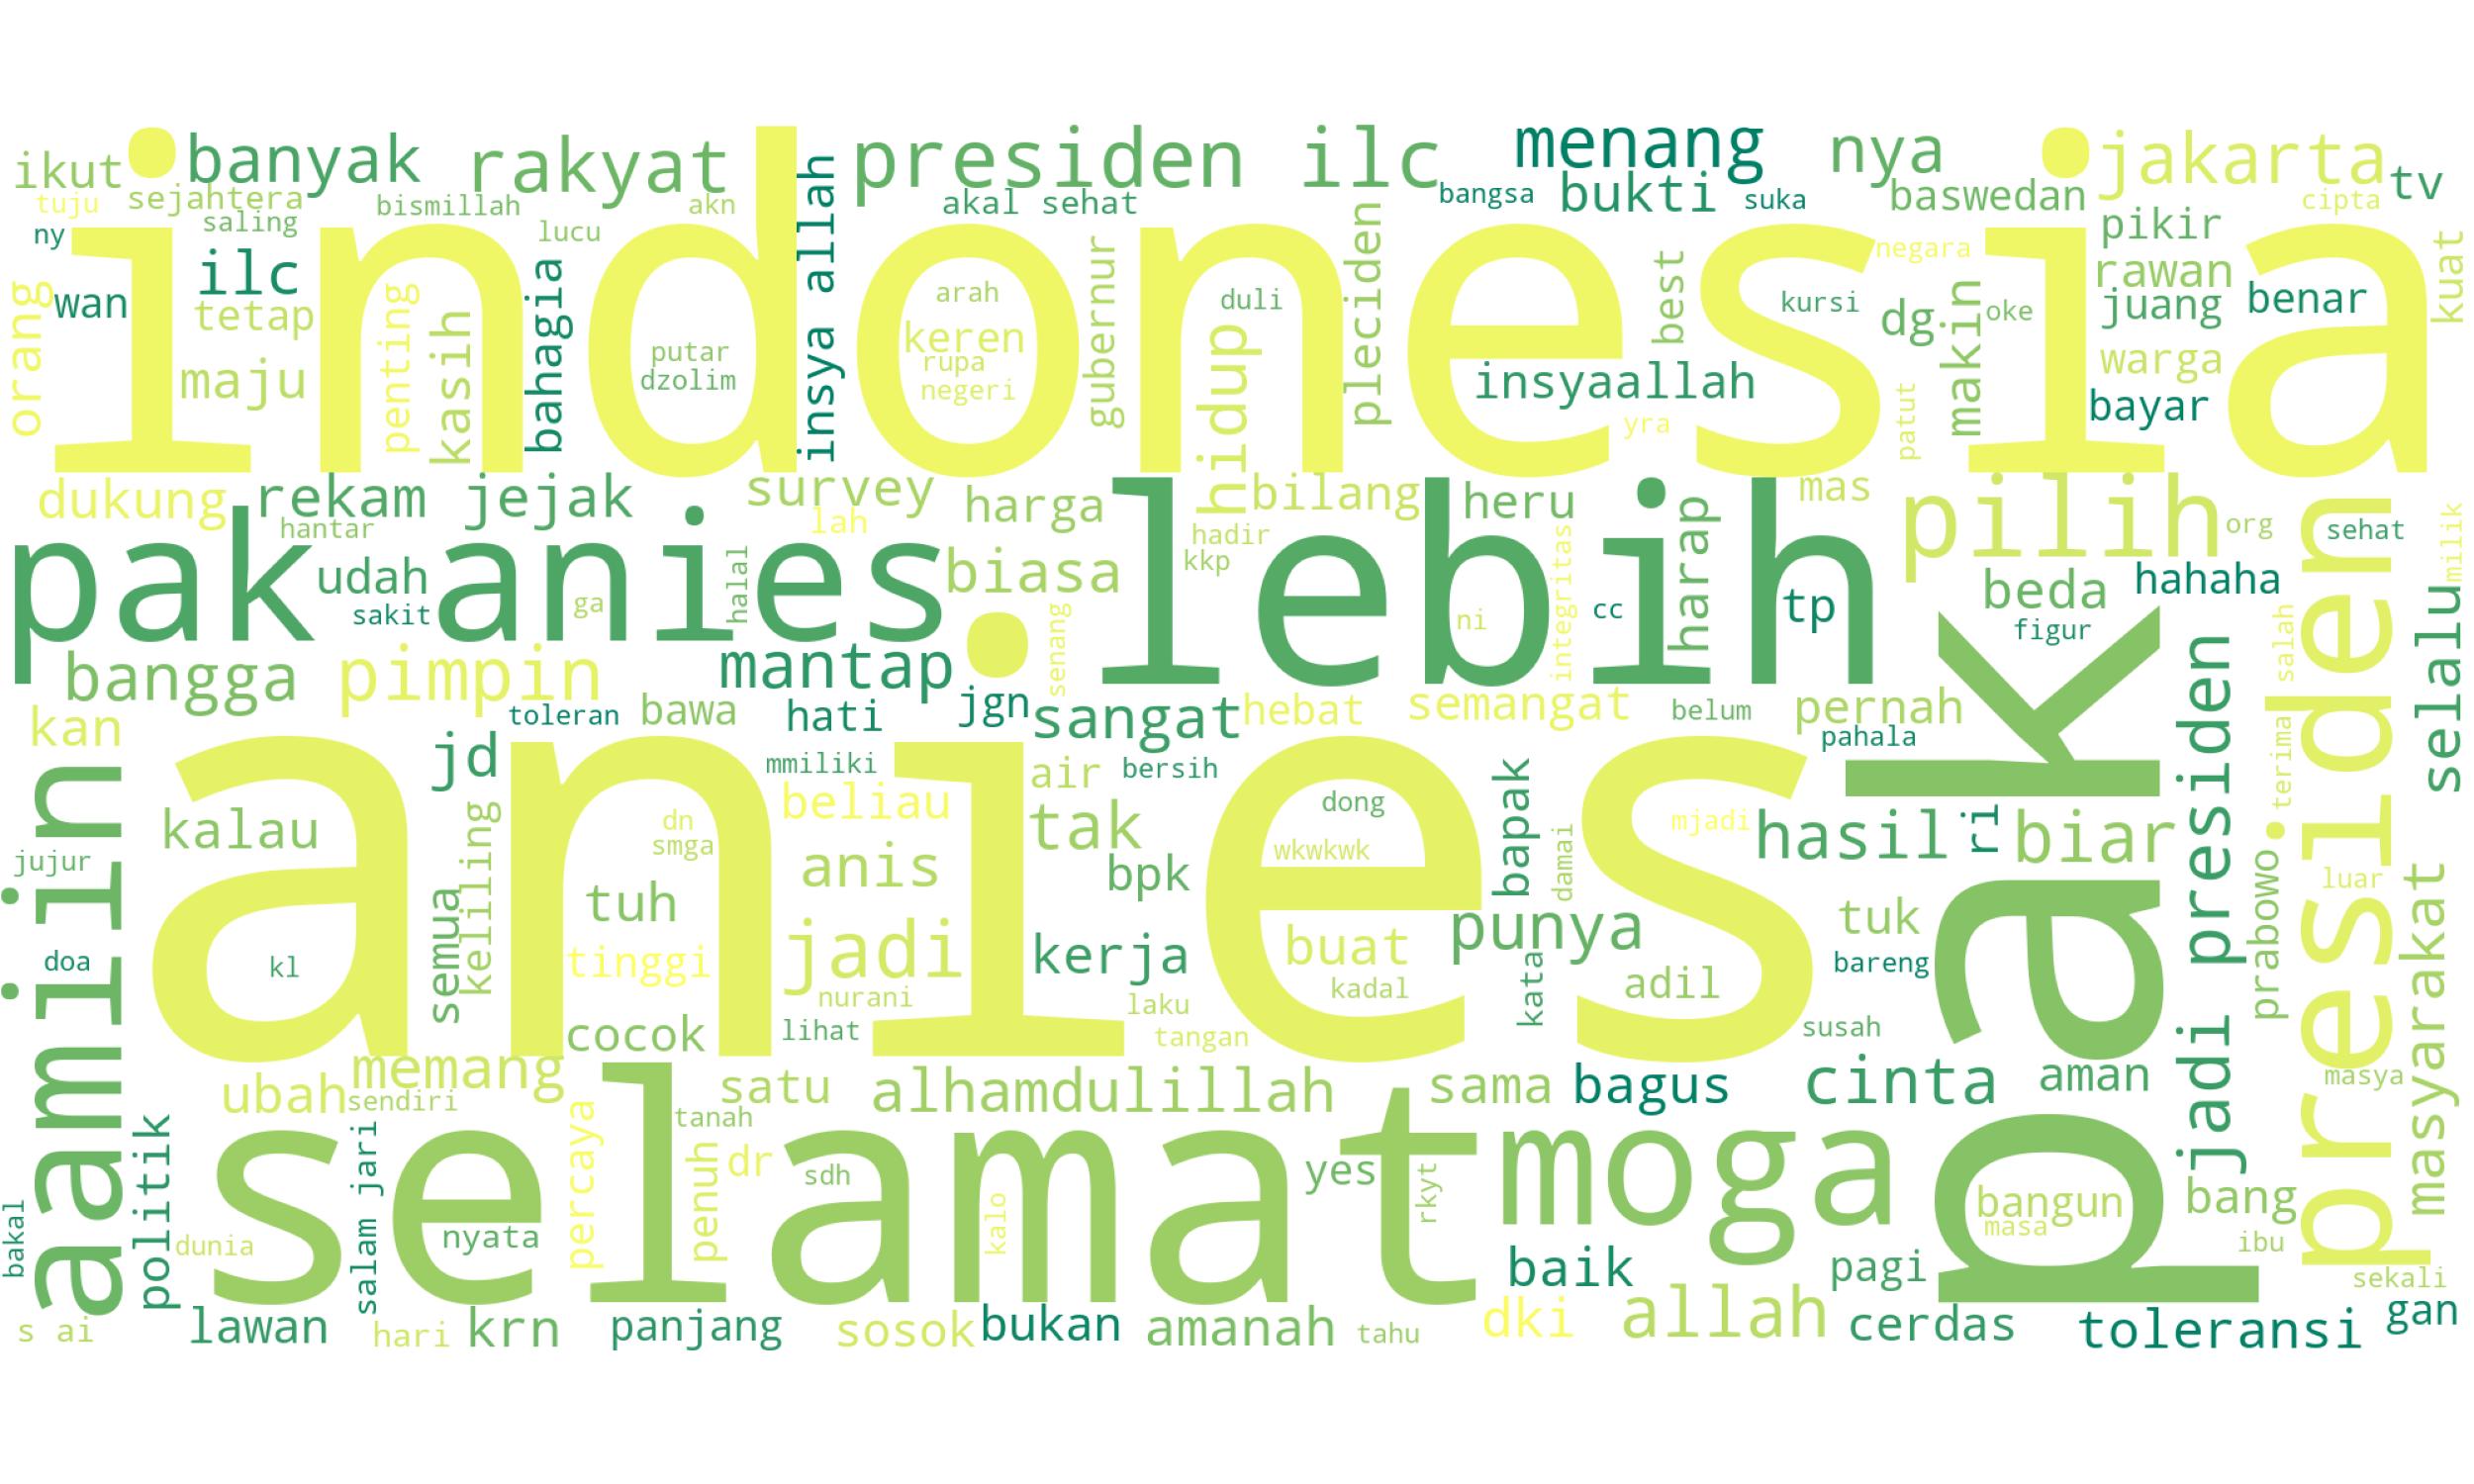 ikut
banyak
rakyat
presiden ilc
menang
nya
jakarta
tv
tuju
sejahtera
saling
bismillah
akn
akal sehat
bangsa
bukti
suka
baswedan
cipta
ny
lucu
indonesia
insya allah
pikir
negara
kuat
orang
wan
ilc
tetap
maju
penting
kasih
bahagia
putar
dzolim
arah
keren
rupa
negeri
gubernur
duli
hidup
pleciden
best
insyaallah
yra
kursi
dg
makin
oke
patut
rawan
juang
benar
warga
bayar
dukung
rekam jejak
hantar
survey
lah
harga
bilang
hadir
kkp
heru
harap
mas
pilih
org
sehat
milik
pak anies
lebih
udah
sakit
ga
halal
biasa
ni
integritas
cc
tp
beda
hahaha
figur
salah
selalu
presiden
bangga
pimpin
mantap
senang
jgn
sangat
hebat
semangat
belum
pernah
pahala
pak
jadi presiden
terima
kan
toleran
bawa
hati
jd
mmiliki
air
bersih
anies
aamiin
kalau
keliling
semua
dn
smga
beliau
anis
tak
bpk
dong
wkwkwk
bapak
damai
mjadi
hasil
ri
biar
jujur
doa
kl
tuh
tinggi
jadi
nurani
kerja
laku
buat
kadal
punya
kata
adil
tuk
bareng
prabowo
luar
masyarakat
cocok
lihat
tangan
susah
memang
ubah
sendiri
satu
alhamdulillah
sama
bagus
cinta
aman
masya
politik
salam jari
percaya
tanah
penuh
dr
sdh
selamat
kalo
yes
rkyt
moga
bangun
masa
bang
ibu
bakal
dunia
nyata
baik
pagi
sekali
s ai
lawan
hari
krn
panjang
sosok
bukan
amanah
tahu
dki
allah
cerdas
toleransi
gan